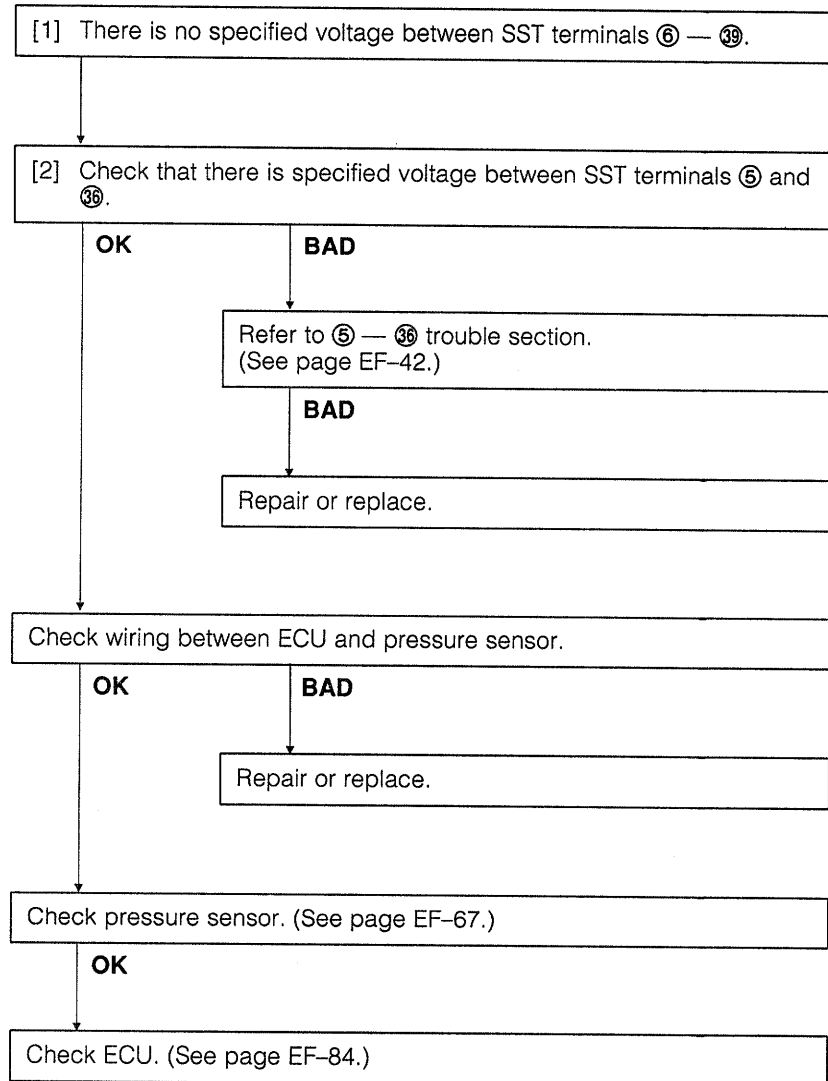 [1] There is no specified voltage between SST terminals ⑥ — ㊴.
[2] Check that there is specified voltage between SST terminals ⑤ and
㊱.
OK BAD
Refer to ⑤ — ㊱ trouble section.
(See page EF–42.)
BAD
Repair or replace.
Check wiring between ECU and pressure sensor.
OK BAD
Repair or replace.
Check pressure sensor. (See page EF–67.)
OK
Check ECU. (See page EF–84.)